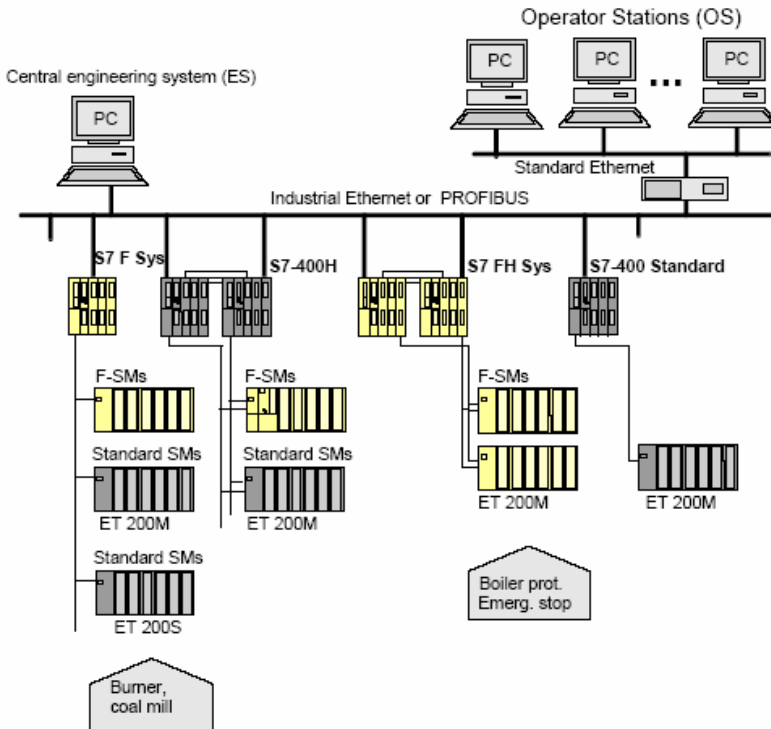 Operator Stations (OS)
Central engineering system (ES)
PC
PC
PC
...
PC
Standard Ethernet
Industrial Ethernet or PROFIBUS
S7 F Sys
S7-400H
S7 FH Sys
S7-400 Standard
F-SMs
F-SMs
F-SMs
Standard SMs
Standard SMs
ET 200M
ET 200M
ET 200M
ET 200M
Standard SMs
ET 200S
Boiler prot.
Emerg. stop
Burner,
coal mill